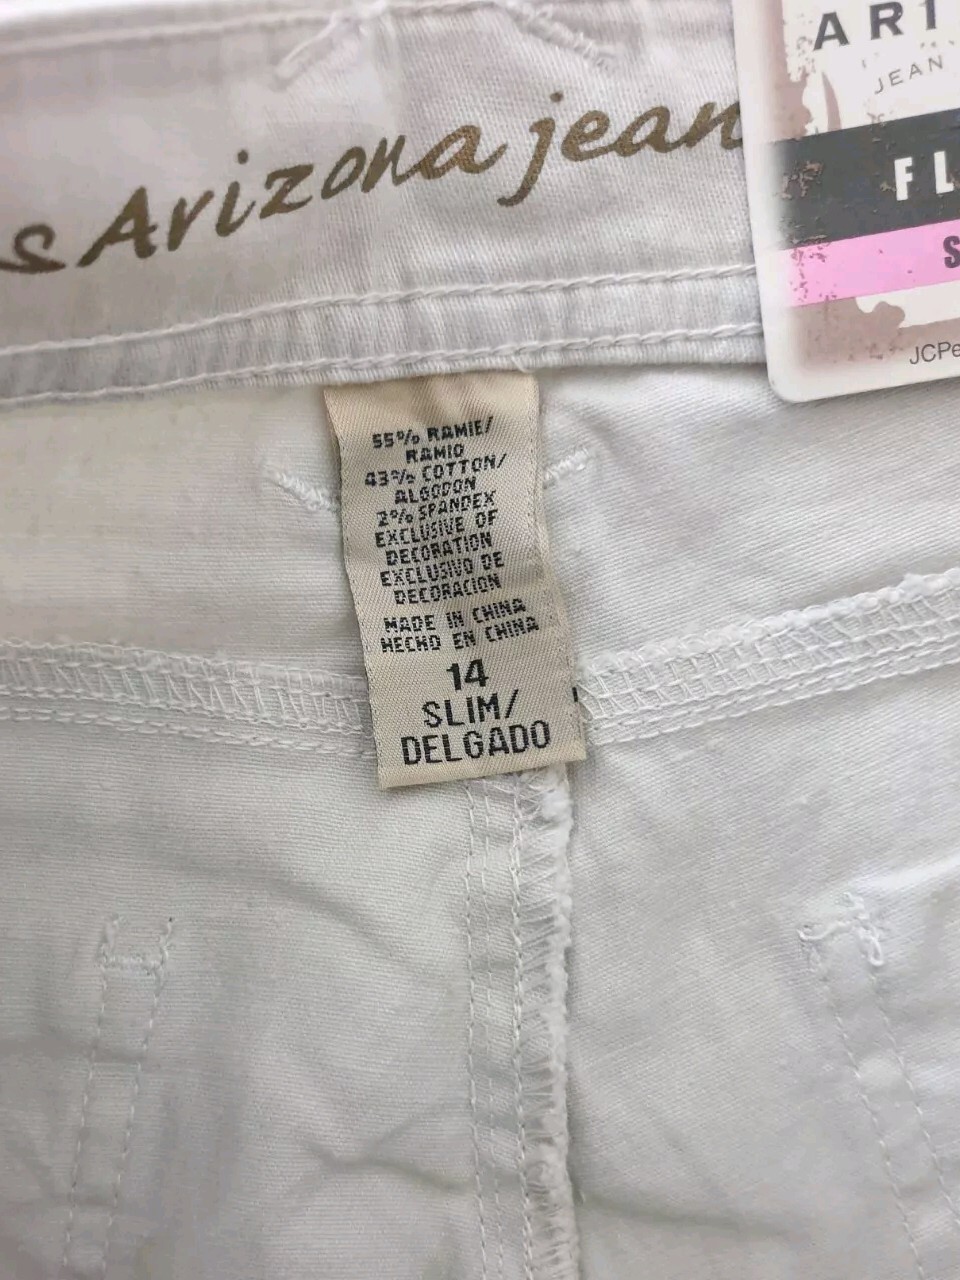 s Arizona jean
ARI
JEAN
FL
S
JCPe
55% RAMIE/
RAMIO
43% COTTON/
ALGODON
2% SPANDEX
EXCLUSIVE OF
DECORATION
EXCLUSIVO DE
DECORACION
MADE IN CHINA
HECHO EN CHINA
14
SLIM/
DELGADO